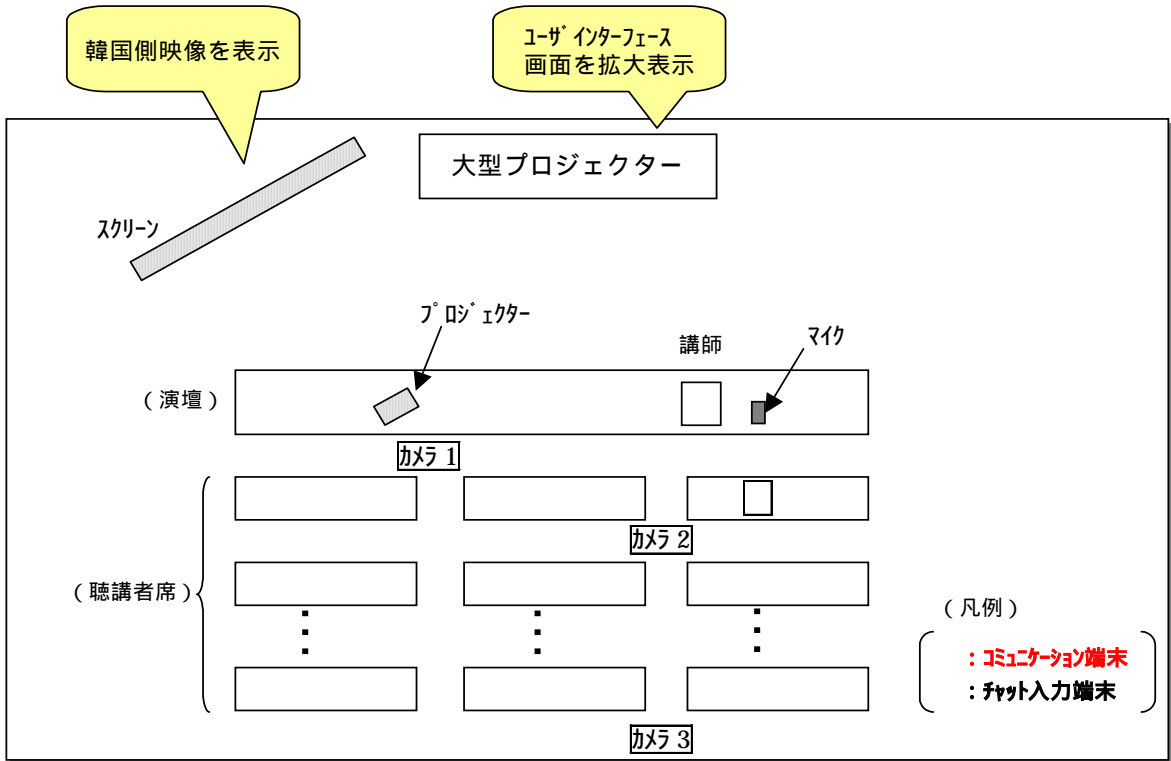 韓国側映像を表示
ﾕｰｻﾞｲﾝﾀｰﾌｪｰｽ
画面を拡大表示
大型プロジェクター
ｽｸﾘｰﾝ
ﾌﾟﾛｼﾞｪｸﾀｰ
講師
ﾏｲｸ
（演壇）
ｶﾒﾗ 1
ｶﾒﾗ 2
（聴講者席）
（凡例）
：ｺﾐｭﾆｹｰｼｮﾝ端末
：ﾁｬｯﾄ入力端末
ｶﾒﾗ 3